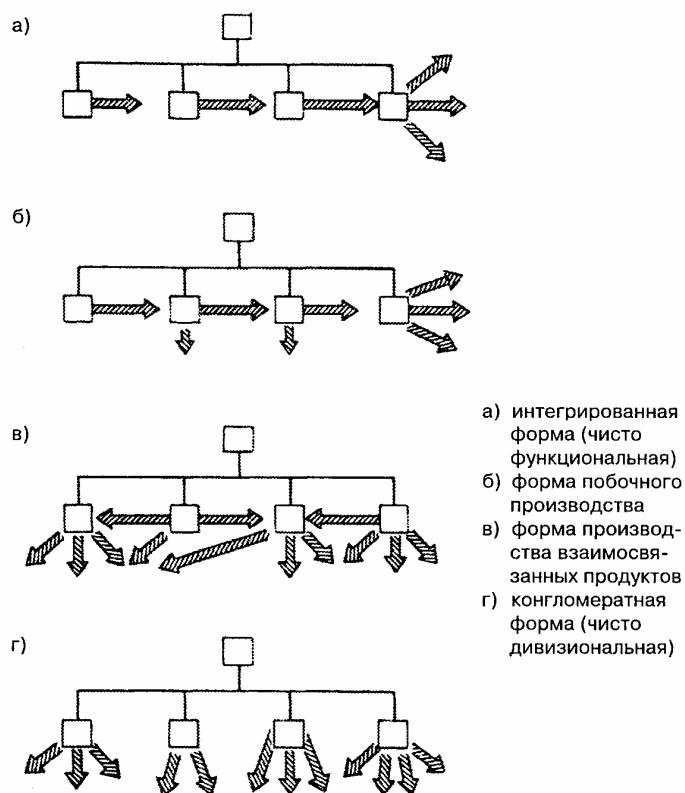 а)
б)
в)
г)
а) интегрированная
форма (чисто
функциональная)
б) форма побочного
производства
в) форма производ-
ства взаимосвя-
занных продуктов
г) конгломератная
форма (чисто
дивизиональная)